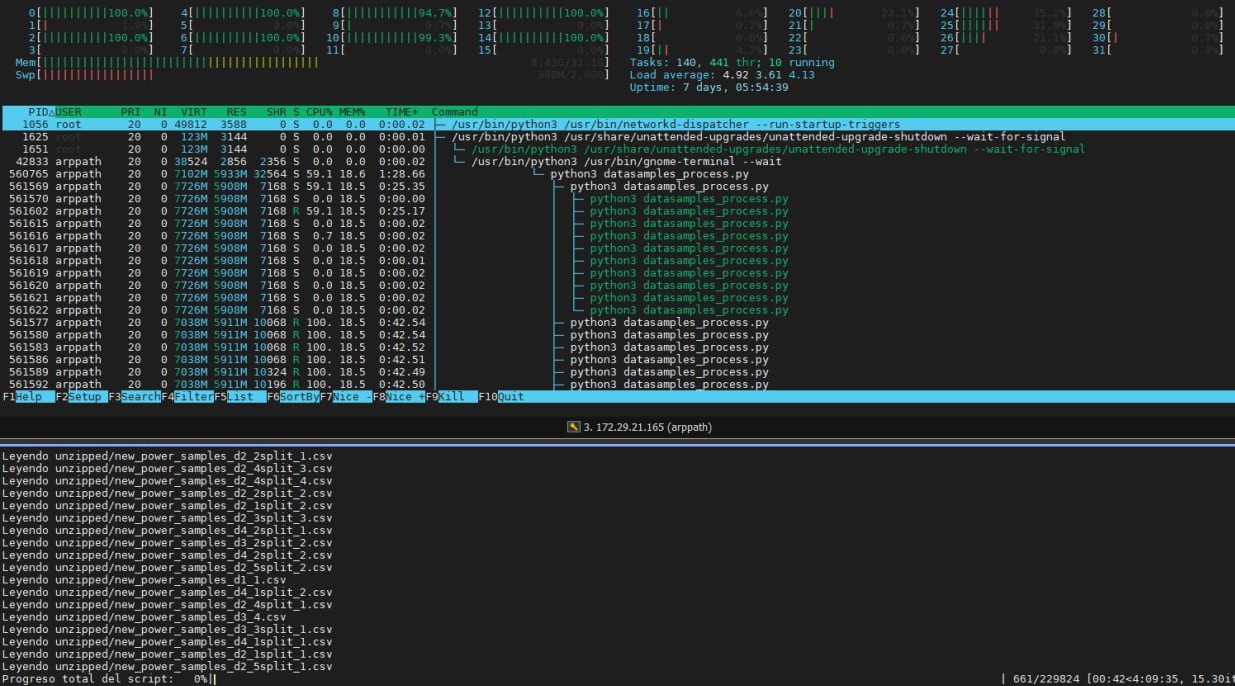 0[||||||||||100.0%] 4[||||||||||100.0%] 8[|||||||||||94.7%] 12[||||||||||100.0%] 16[|| 6.6%] 20[|||| 23.1%] 24[|||||| 35.2%] 28[ 0.0%]
1[| 1.3%] 5[ 0.0%] 9[| 0.7%] 13[ 0.0%] 17[| 0.7%] 21[| 0.7%] 25[|||||| 31.9%] 29[ 0.0%]
2[||||||||||100.0%] 6[||||||||||100.0%] 10[|||||||||||99.3%] 14[||||||||||100.0%] 18[ 0.0%] 22[ 0.0%] 26[|||| 21.1%] 30[| 0.7%]
3[ 0.0%] 7[ 0.0%] 11[ 0.0%] 15[ 0.0%] 19[|| 4.7%] 23[ 0.0%] 27[ 0.0%] 31[ 0.0%]
Mem[|||||||||||||||||||||||||||||||||||||||||| 8.43G/31.1G] Tasks: 140, 441 thr; 10 running
Swp[||||||||||||||||| 388M/2.00G] Load average: 4.92 3.61 4.13
Uptime: 7 days, 05:54:39
PID△USER PRI NI VIRT RES SHR S CPU% MEM% TIME+ Command
1056 root 20 0 49812 3588 0 S 0.0 0.0 0:00.02 ├─ /usr/bin/python3 /usr/bin/networkd-dispatcher --run-startup-triggers
1625 root 20 0 123M 3144 0 S 0.0 0.0 0:00.01 ├─ /usr/bin/python3 /usr/share/unattended-upgrades/unattended-upgrade-shutdown --wait-for-signal
1651 root 20 0 123M 3144 0 S 0.0 0.0 0:00.00 │ └─ /usr/bin/python3 /usr/share/unattended-upgrades/unattended-upgrade-shutdown --wait-for-signal
42833 arppath 20 0 38524 2856 2356 S 0.0 0.0 0:00.02 │ └─ /usr/bin/python3 /usr/bin/gnome-terminal --wait
560765 arppath 20 0 7102M 5933M 32564 S 59.1 18.6 1:28.66 │ └─ python3 datasamples_process.py
561569 arppath 20 0 7726M 5908M 7168 S 59.1 18.5 0:25.35 │ ├─ python3 datasamples_process.py
561570 arppath 20 0 7726M 5908M 7168 S 0.0 18.5 0:00.00 │ │ ├─ python3 datasamples_process.py
561602 arppath 20 0 7726M 5908M 7168 R 59.1 18.5 0:25.17 │ │ ├─ python3 datasamples_process.py
561615 arppath 20 0 7726M 5908M 7168 S 0.0 18.5 0:00.02 │ │ ├─ python3 datasamples_process.py
561616 arppath 20 0 7726M 5908M 7168 S 0.7 18.5 0:00.02 │ │ ├─ python3 datasamples_process.py
561617 arppath 20 0 7726M 5908M 7168 S 0.0 18.5 0:00.02 │ │ ├─ python3 datasamples_process.py
561618 arppath 20 0 7726M 5908M 7168 S 0.0 18.5 0:00.01 │ │ ├─ python3 datasamples_process.py
561619 arppath 20 0 7726M 5908M 7168 S 0.0 18.5 0:00.02 │ │ ├─ python3 datasamples_process.py
561620 arppath 20 0 7726M 5908M 7168 S 0.0 18.5 0:00.02 │ │ ├─ python3 datasamples_process.py
561621 arppath 20 0 7726M 5908M 7168 S 0.0 18.5 0:00.02 │ │ ├─ python3 datasamples_process.py
561622 arppath 20 0 7726M 5908M 7168 S 0.0 18.5 0:00.02 │ │ └─ python3 datasamples_process.py
561577 arppath 20 0 7038M 5911M 10068 R 100. 18.5 0:42.54 │ ├─ python3 datasamples_process.py
561580 arppath 20 0 7038M 5911M 10068 R 100. 18.5 0:42.54 │ ├─ python3 datasamples_process.py
561583 arppath 20 0 7038M 5911M 10068 R 100. 18.5 0:42.52 │ ├─ python3 datasamples_process.py
561586 arppath 20 0 7038M 5911M 10068 R 100. 18.5 0:42.51 │ ├─ python3 datasamples_process.py
561589 arppath 20 0 7038M 5911M 10324 R 100. 18.5 0:42.49 │ ├─ python3 datasamples_process.py
561592 arppath 20 0 7038M 5911M 10196 R 100. 18.5 0:42.50 │ ├─ python3 datasamples_process.py
F1Help F2Setup F3Search F4Filter F5List F6SortBy F7Nice - F8Nice + F9Kill F10Quit
3. 172.29.21.165 (arppath)
Leyendo unzipped/new_power_samples_d2_2split_1.csv
Leyendo unzipped/new_power_samples_d2_4split_3.csv
Leyendo unzipped/new_power_samples_d2_4split_4.csv
Leyendo unzipped/new_power_samples_d2_2split_2.csv
Leyendo unzipped/new_power_samples_d2_1split_2.csv
Leyendo unzipped/new_power_samples_d2_3split_3.csv
Leyendo unzipped/new_power_samples_d4_2split_1.csv
Leyendo unzipped/new_power_samples_d3_2split_2.csv
Leyendo unzipped/new_power_samples_d4_2split_2.csv
Leyendo unzipped/new_power_samples_d2_5split_2.csv
Leyendo unzipped/new_power_samples_d1_1.csv
Leyendo unzipped/new_power_samples_d4_1split_2.csv
Leyendo unzipped/new_power_samples_d2_4split_1.csv
Leyendo unzipped/new_power_samples_d3_4.csv
Leyendo unzipped/new_power_samples_d3_3split_1.csv
Leyendo unzipped/new_power_samples_d4_1split_1.csv
Leyendo unzipped/new_power_samples_d2_1split_1.csv
Leyendo unzipped/new_power_samples_d2_5split_1.csv
Progreso total del script: 0%| | 661/229824 [00:42<4:09:35, 15.30it